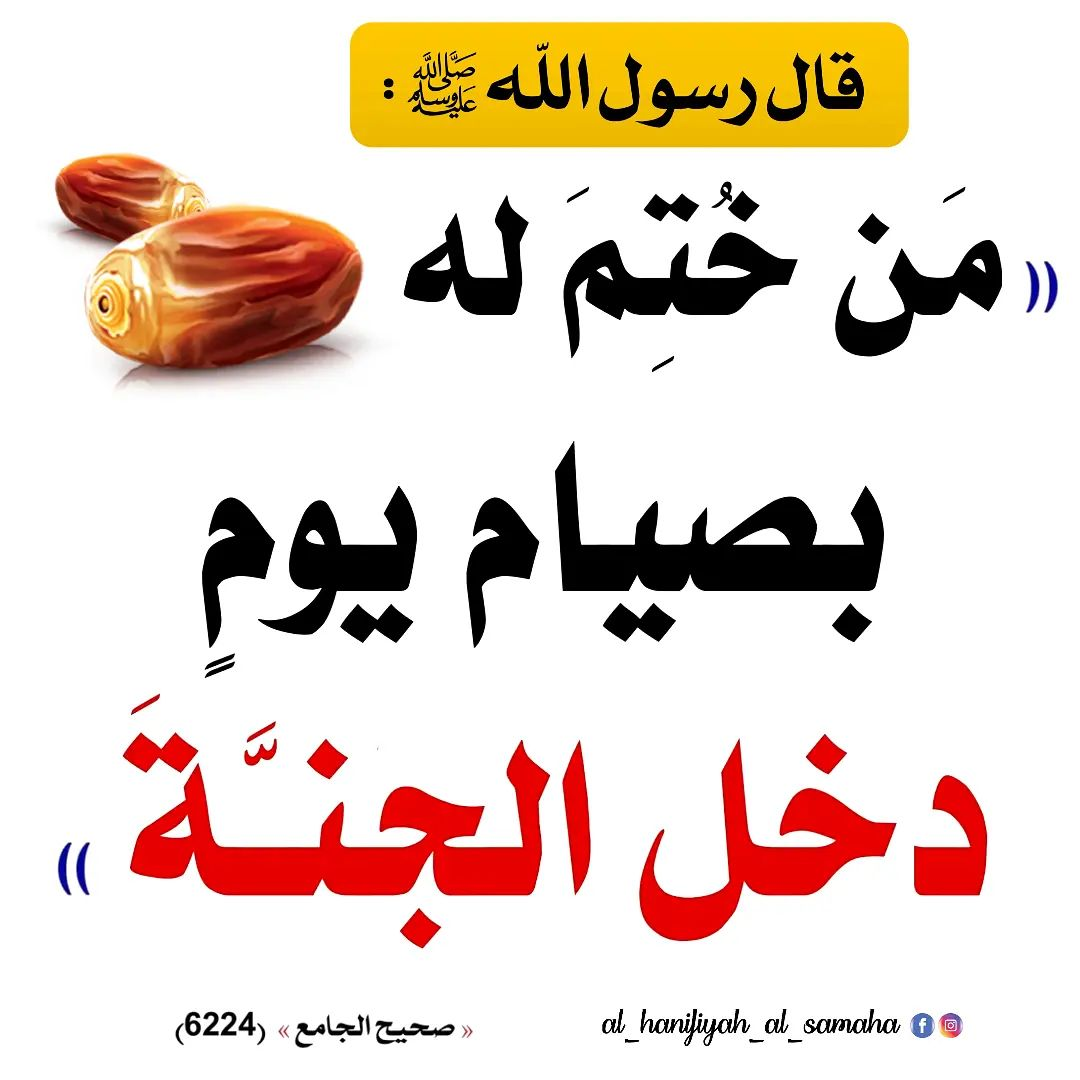 قال رسول الله ﷺ :
(( مَن خُتِمَ له
بصيام يومٍ
دخل الجنَّةَ ))
« صحيح الجامع » (6224)
al_hanifiyah_al_samaha